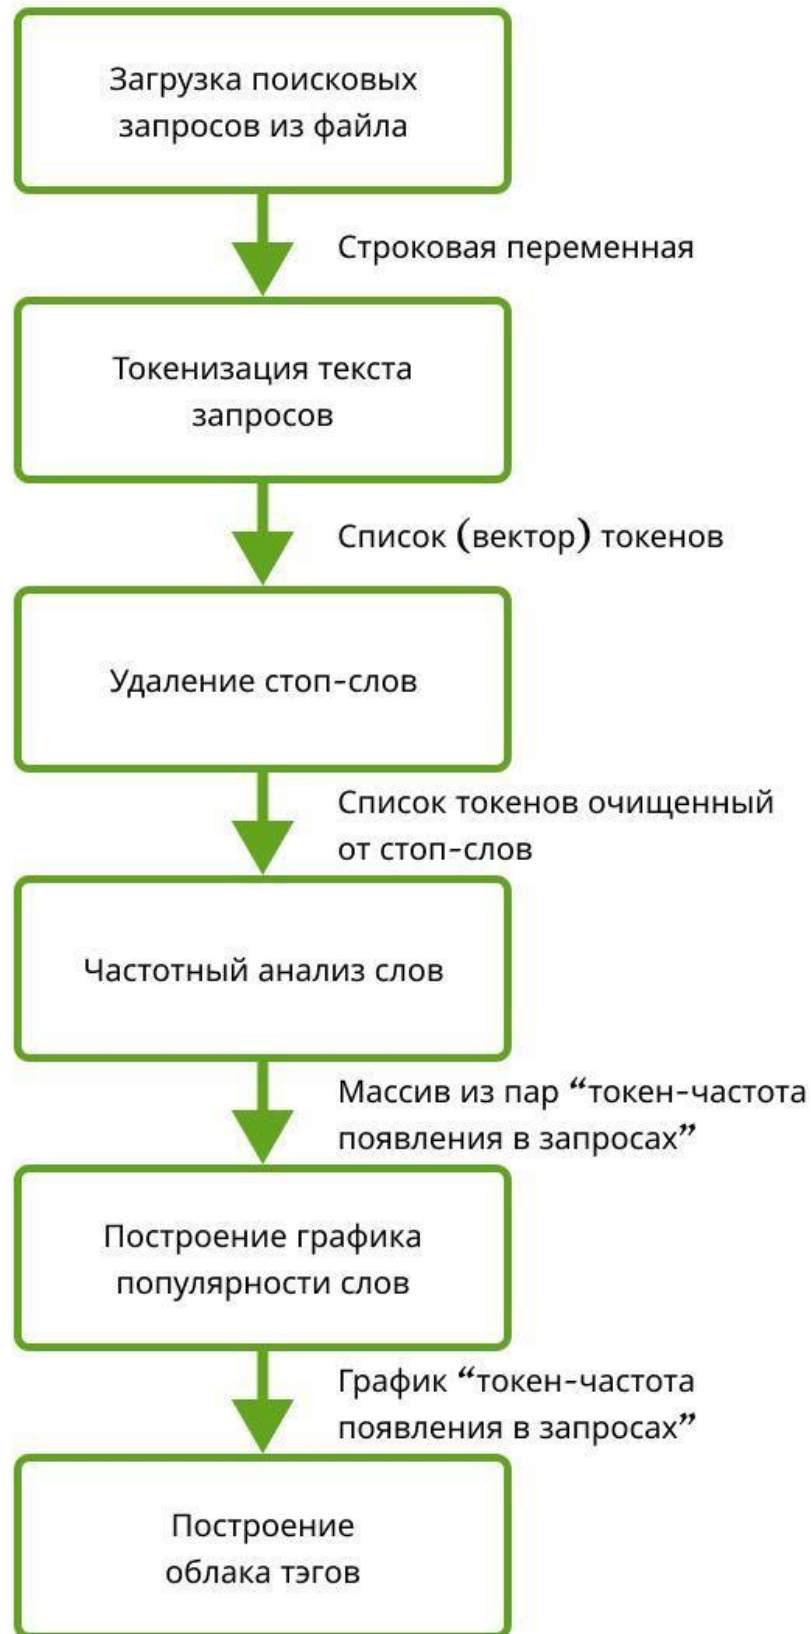 Загрузка поисковых
запросов из файла
Строковая переменная
Токенизация текста
запросов
Список (вектор) токенов
Удаление стоп-слов
Список токенов очищенный
от стоп-слов
Частотный анализ слов
Массив из пар “токен-частота
появления в запросах”
Построение графика
популярности слов
График “токен-частота
появления в запросах”
Построение
облака тэгов